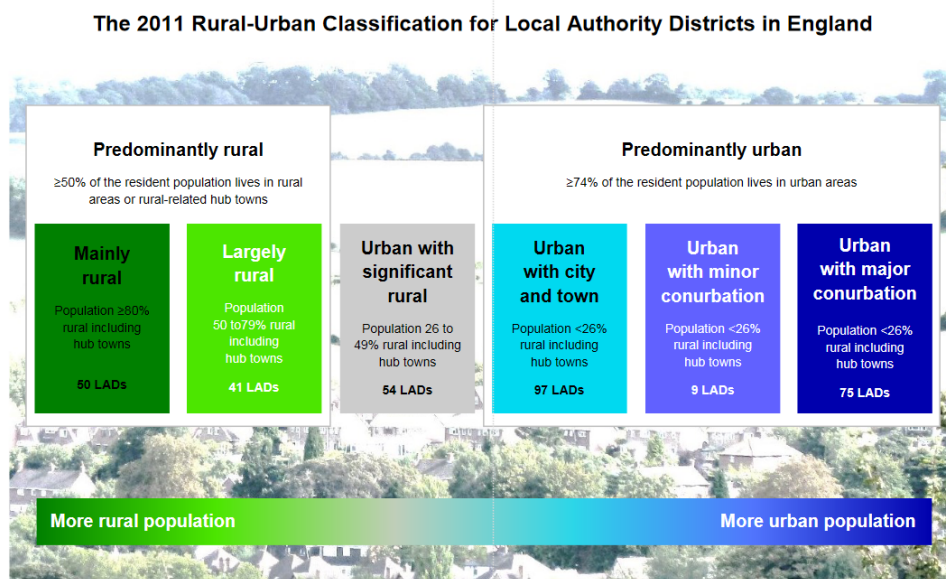 The 2011 Rural-Urban Classification for Local Authority Districts in England
Predominantly rural
≥50% of the resident population lives in rural
areas or rural-related hub towns
Predominantly urban
≥74% of the resident population lives in urban areas
Mainly
rural
Population ≥80%
rural including
hub towns
50 LADs
Largely
rural
Population
50 to79% rural
including
hub towns
41 LADs
Urban with
significant
rural
Population 26 to
49% rural including
hub towns
54 LADs
Urban
with city
and town
Population <26%
rural including
hub towns
97 LADs
Urban
with minor
conurbation
Population <26%
rural including
hub towns
9 LADs
Urban
with major
conurbation
Population <26%
rural including
hub towns
75 LADs
More rural population
More urban population